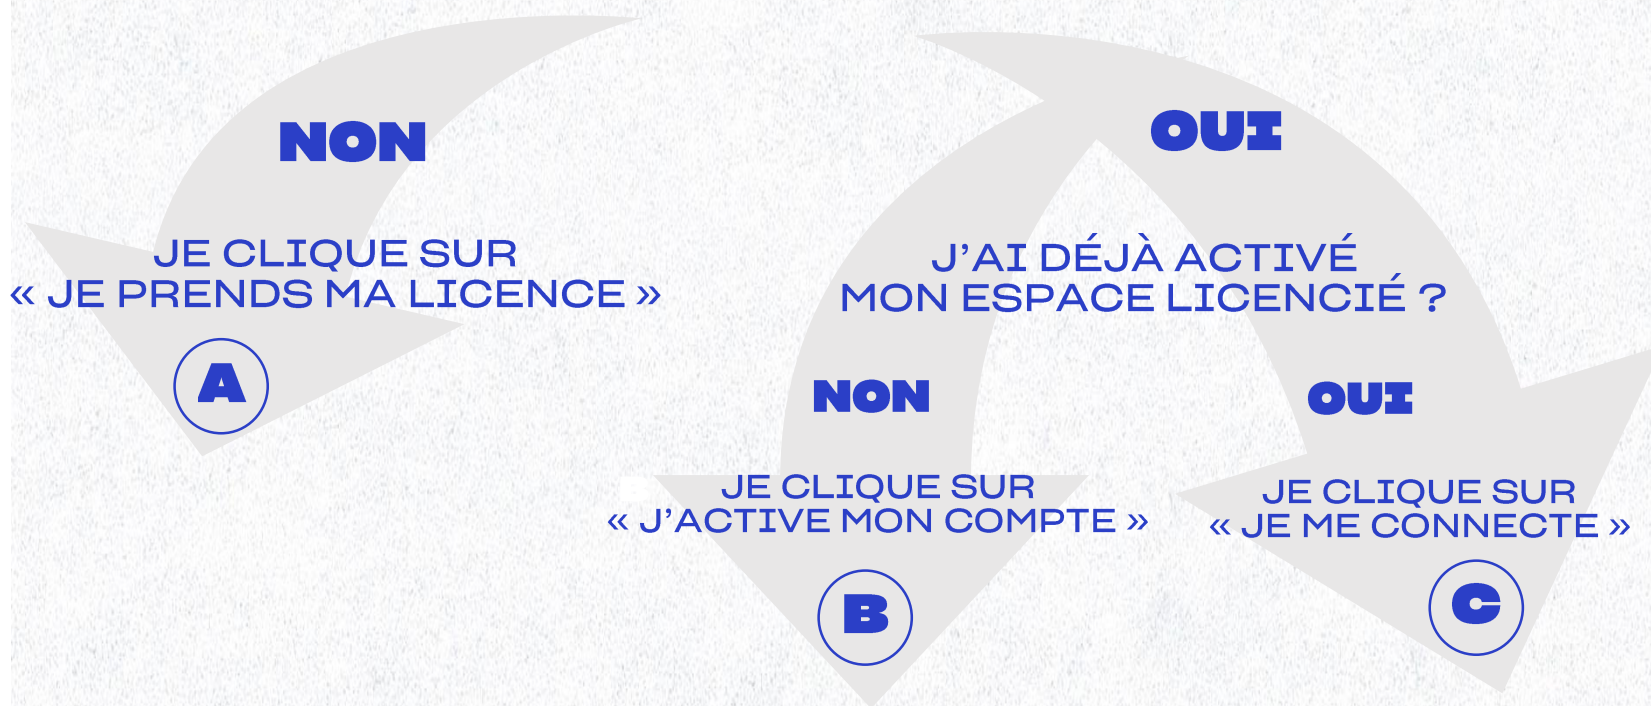 NON
JE CLIQUE SUR
« JE PRENDS MA LICENCE »
A
OUI
J’AI DÉJÀ ACTIVÉ
MON ESPACE LICENCIÉ ?
NON
JE CLIQUE SUR
« J’ACTIVE MON COMPTE »
B
OUI
JE CLIQUE SUR
« JE ME CONNECTE »
C